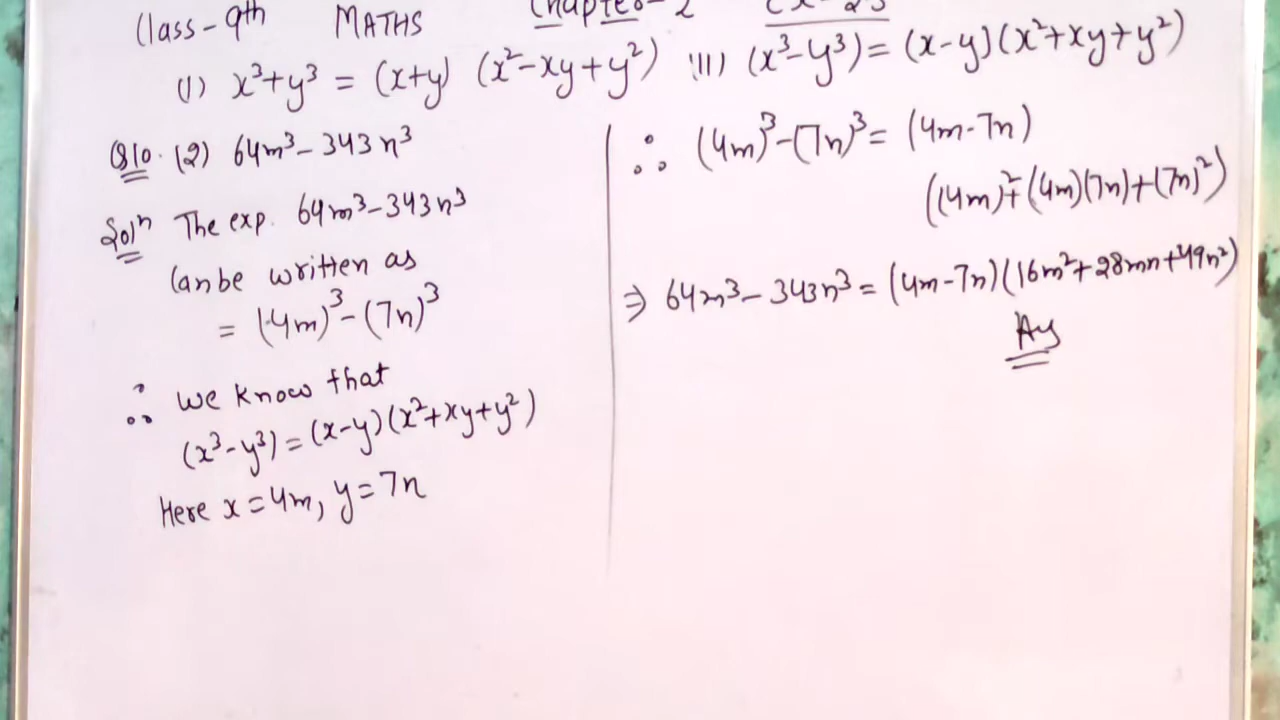 Class-9th MATHS Chapter-2
(I) x³+y³ = (x+y) (x²-xy+y²) (II) (x³-y³) = (x-y)(x²+xy+y²)
Q10. (2) 64m³-343n³
Solⁿ The exp. 64m³-343n³
Can be written as
= (4m)³-(7n)³
∴ we know that
(x³-y³) = (x-y)(x²+xy+y²)
Here x=4m, y=7n
∴ (4m)³-(7n)³ = (4m-7n)
((4m)²+(4m)(7n)+(7n)²)
⇒ 64m³-343n³ = (4m-7n)(16m²+28mn+49n²)